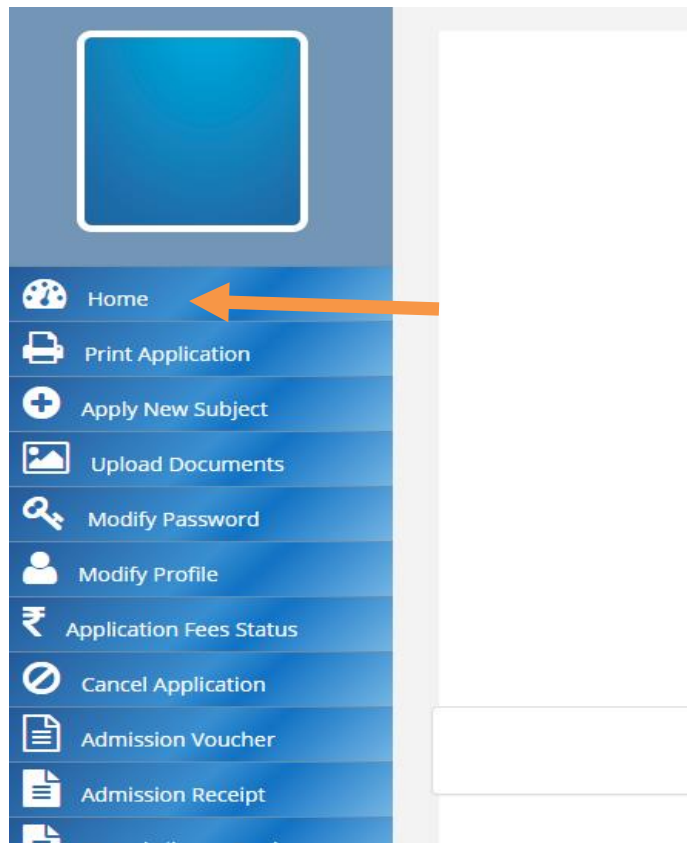 Home
Print Application
Apply New Subject
Upload Documents
Modify Password
Modify Profile
₹ Application Fees Status
Cancel Application
Admission Voucher
Admission Receipt